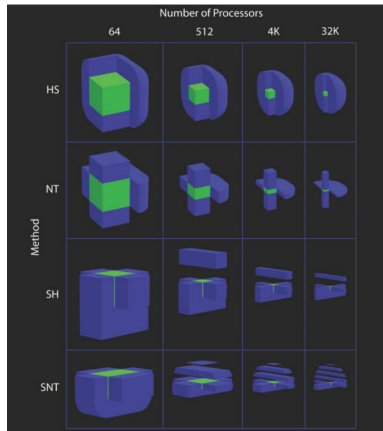 Number of Processors
64 512 4K 32K
HS
NT
Method
SH
SNT